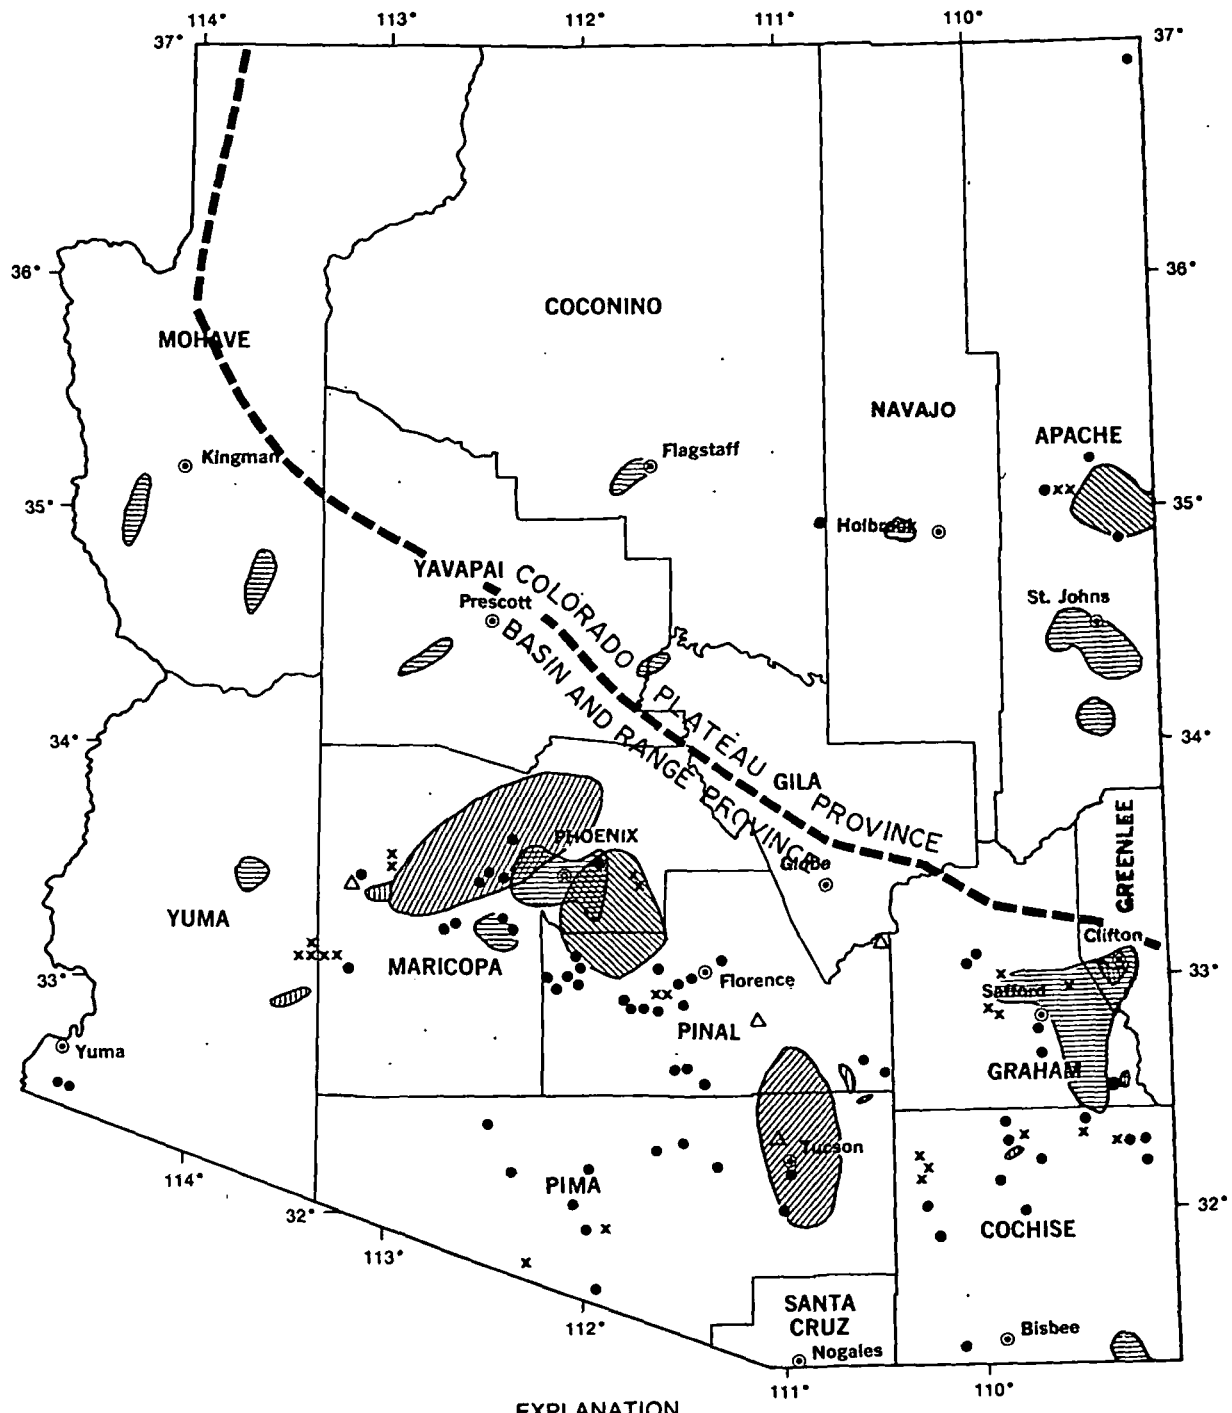 114° 113° 112° 111° 110°
37° 37°
36° 36°
COCONINO
MOHAVE
NAVAJO
APACHE
Kingman
Flagstaff
35° 35°
xx
Holbrook
YAVAPAI
COLORADO PLATEAU PROVINCE
BASIN AND RANGE PROVINCE
Prescott
St. Johns
34° 34°
GILA
GREENLEE
PHOENIX
Globe
YUMA
Clifton
MARICOPA
33° 33°
Florence
Safford
PINAL
Yuma
GRAHAM
Tucson
114°
PIMA
32° 32°
COCHISE
113°
SANTA
CRUZ
112°
Bisbee
Nogales
111° 110°
EXPLANATION